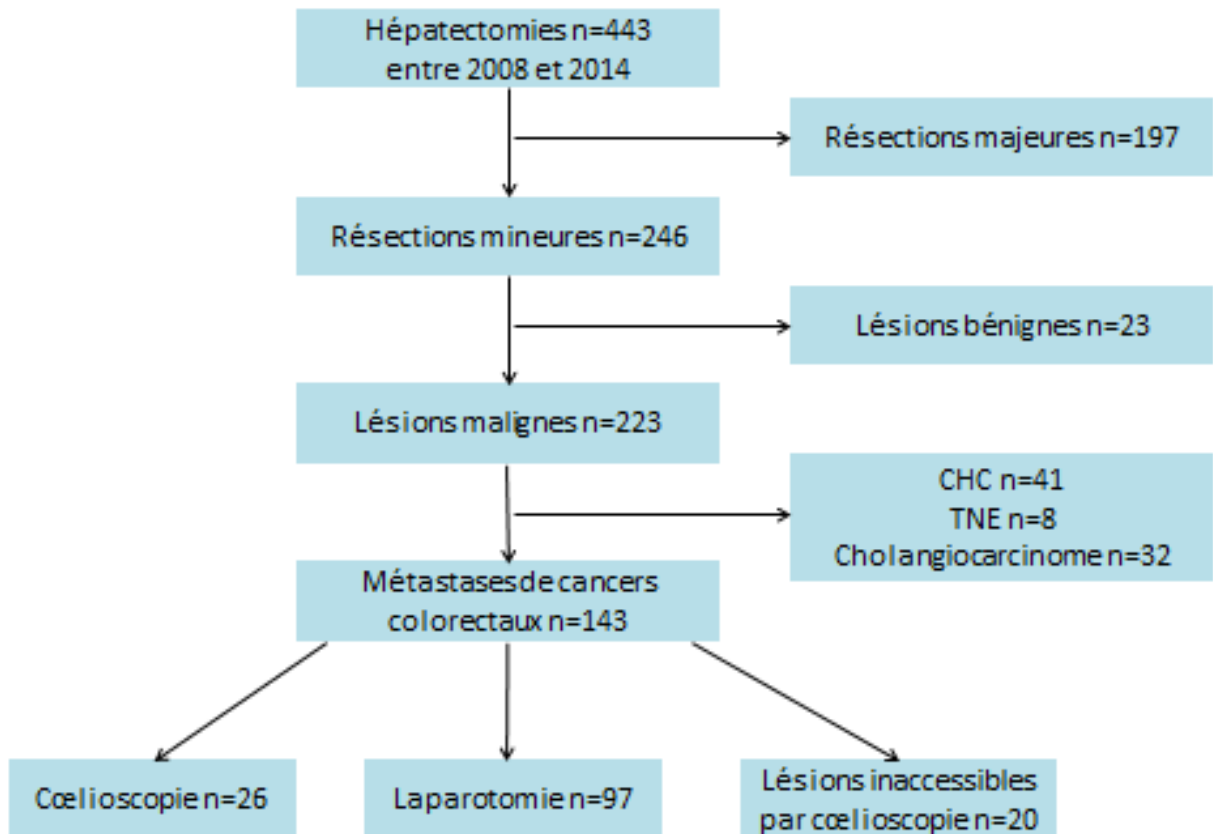 Hépatectomies n=443
entre 2008 et 2014
Résections majeures n=197
Résections mineures n=246
Lésions bénignes n=23
Lésions malignes n=223
CHC n=41
TNE n=8
Cholangiocarcinome n=32
Métastases de cancers
colorectaux n=143
Cœlioscopie n=26
Laparotomie n=97
Lésions inaccessibles
par cœlioscopie n=20